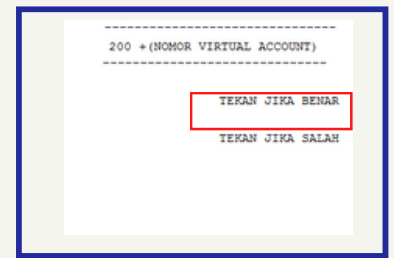 ------------------------------
200 +(NOMOR VIRTUAL ACCOUNT)
-----------------------------
TEKAN JIKA BENAR
TEKAN JIKA SALAH